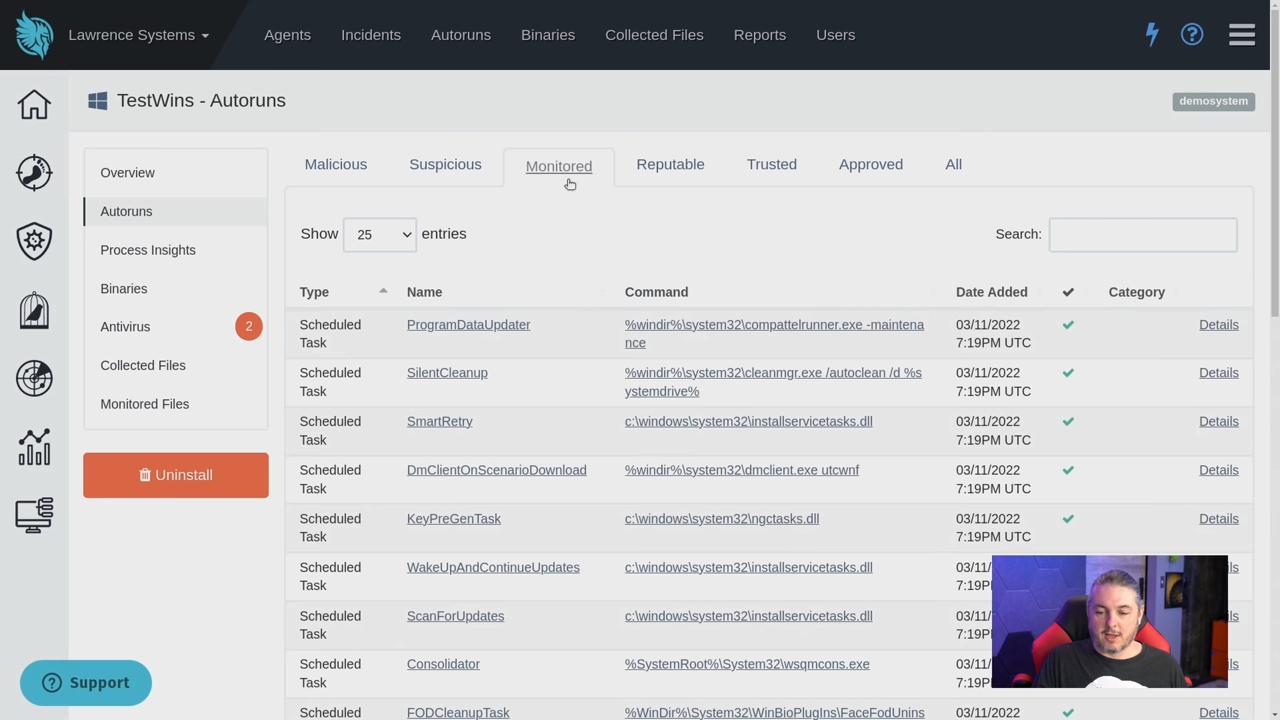 Lawrence Systems
Agents
Incidents
Autoruns
Binaries
Collected Files
Reports
Users
TestWins - Autoruns
demosystem
Overview
Autoruns
Process Insights
Binaries
Antivirus
2
Collected Files
Monitored Files
Uninstall
Support
Malicious
Suspicious
Monitored
Reputable
Trusted
Approved
All
Show 25 entries
Search:
Type Name Command Date Added Category
Scheduled ProgramDataUpdater %windir%\system32\compattelrunner.exe -maintena 03/11/2022 Details
Task nce 7:19PM UTC
Scheduled SilentCleanup %windir%\system32\cleanmgr.exe /autoclean /d %s 03/11/2022 Details
Task ystemdrive% 7:19PM UTC
Scheduled SmartRetry c:\windows\system32\installservicetasks.dll 03/11/2022 Details
Task 7:19PM UTC
Scheduled DmClientOnScenarioDownload %windir%\system32\dmclient.exe utcwnf 03/11/2022 Details
Task 7:19PM UTC
Scheduled KeyPreGenTask c:\windows\system32\ngctasks.dll 03/11/2022 Details
Task 7:19PM UTC
Scheduled WakeUpAndContinueUpdates c:\windows\system32\installservicetasks.dll 03/11/
Task 7:19P
Scheduled ScanForUpdates c:\windows\system32\installservicetasks.dll 03/11/
Task 7:19P
Scheduled Consolidator %SystemRoot%\System32\wsqmcons.exe 03/11/
Task 7:19P
Scheduled FODCleanupTask %WinDir%\System32\WinBioPlugIns\FaceFodUnins 03/11/2022 Details